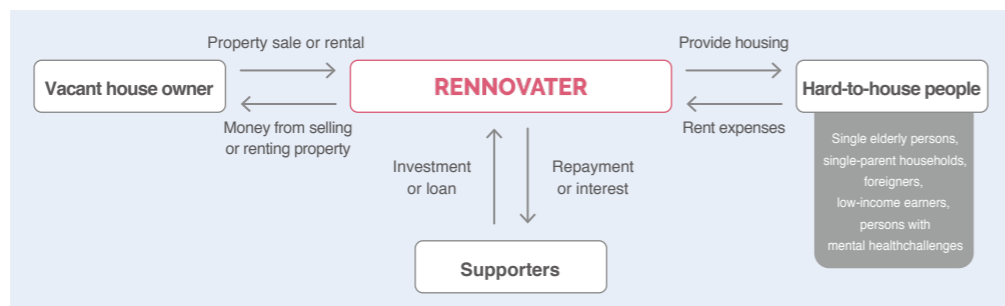 Property sale or rental
Provide housing
Vacant house owner
RENNOVATER
Hard-to-house people
Money from selling
or renting property
Rent expenses
Investment
or loan
Repayment
or interest
Single elderly persons,
single-parent households,
foreigners,
low-income earners,
persons with
mental healthchallenges
Supporters